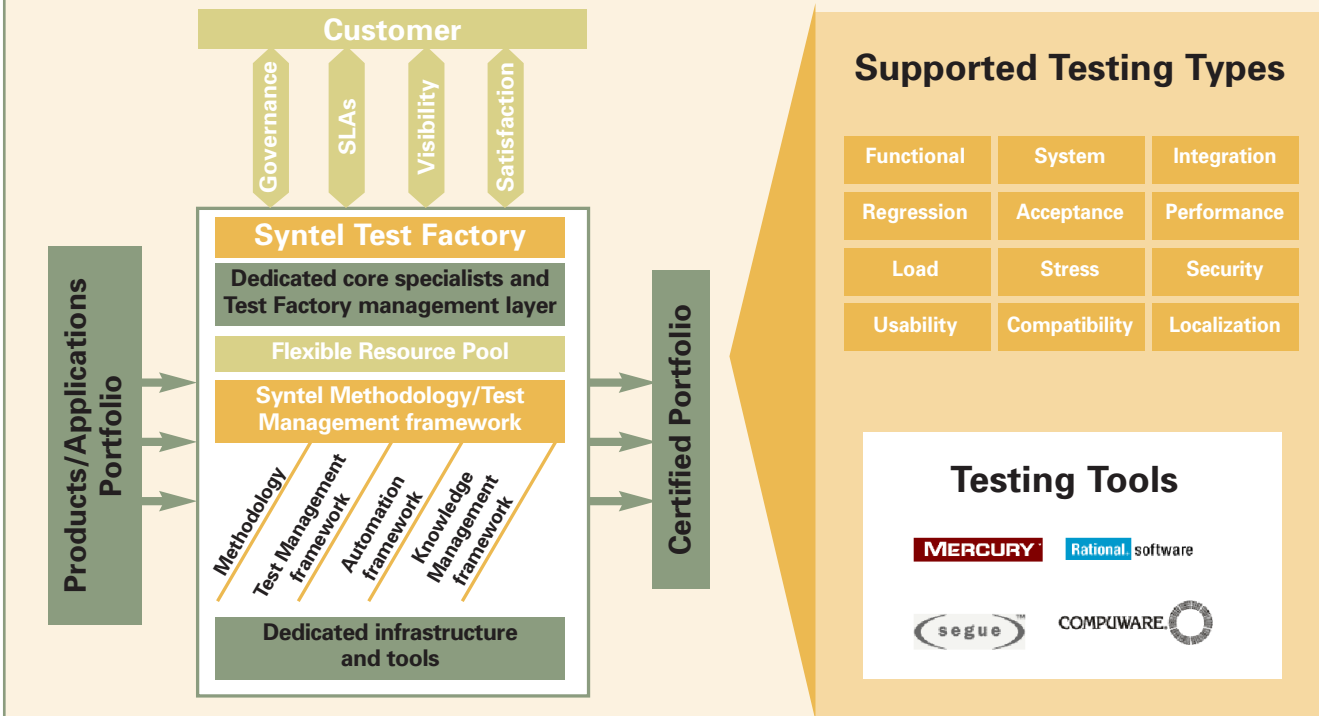 Customer
Governance
SLAs
Visibility
Satisfaction
Products/Applications
Portfolio
Syntel Test Factory
Dedicated core specialists and
Test Factory management layer
Flexible Resource Pool
Syntel Methodology/Test
Management framework
Methodology
Test Management
framework
Automation
framework
Knowledge
Management
framework
Dedicated infrastructure
and tools
Certified Portfolio
Supported Testing Types
Functional
System
Integration
Regression
Acceptance
Performance
Load
Stress
Security
Usability
Compatibility
Localization
Testing Tools
MERCURY
Rational. software
segue™
COMPUWARE.